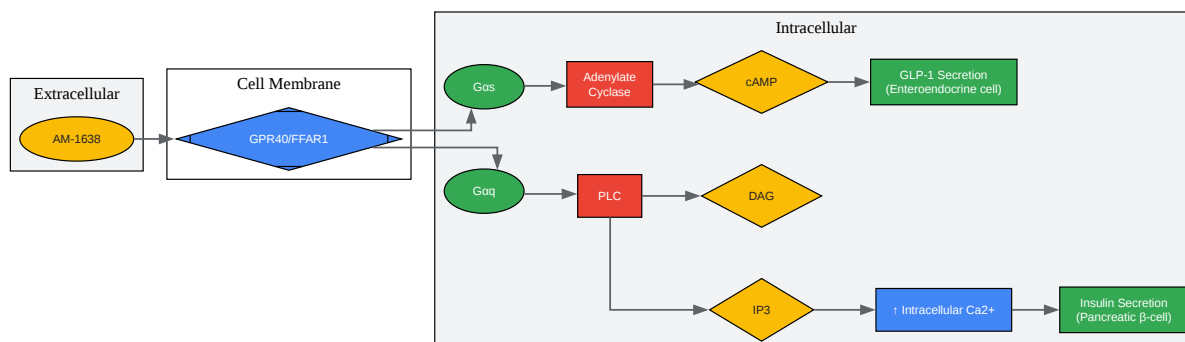 Intracellular
Cell Membrane
Extracellular
AM-1638
GPR40/FFAR1
Gαs
Adenylate
Cyclase
cAMP
GLP-1 Secretion
(Enteroendocrine cell)
Gαq
PLC
DAG
IP3
↑ Intracellular Ca2+
Insulin Secretion
(Pancreatic β-cell)